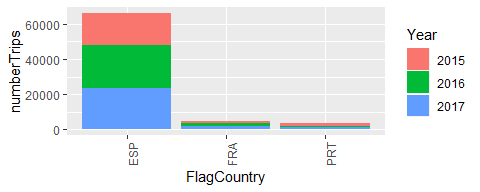 numberTrips
60000
40000
20000
0
ESP
FRA
PRT
FlagCountry
Year
2015
2016
2017